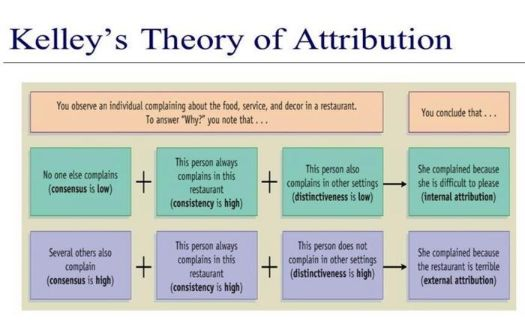 Kelley's Theory of Attribution
You observe an individual complaining about the food, service, and decor in a restaurant.
To answer "Why?" you note that . . .
You conclude that . . .
No one else complains
(consensus is low)
+
This person always
complains in this
restaurant
(consistency is high)
+
This person also
complains in other settings
(distinctiveness is low)
She complained because
she is difficult to please
(internal attribution)
Several others also
complain
(consensus is high)
+
This person always
complains in this
restaurant
(consistency is high)
+
This person does not
complain in other settings
(distinctiveness is high)
She complained because
the restaurant is terrible
(external attribution)